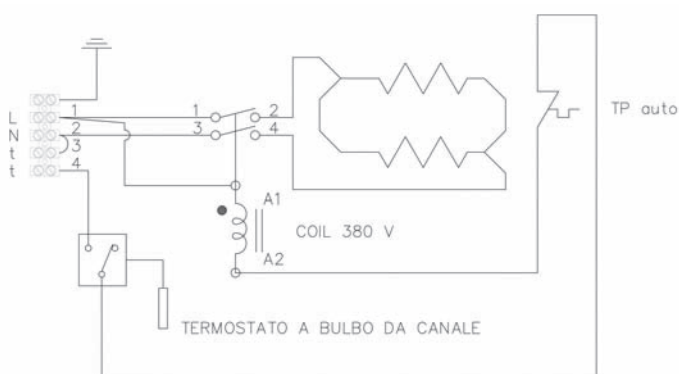 L 1 1 2
N 2 3 4
t 3
t 4
TP auto
A1
COIL 380 V
A2
TERMOSTATO A BULBO DA CANALE